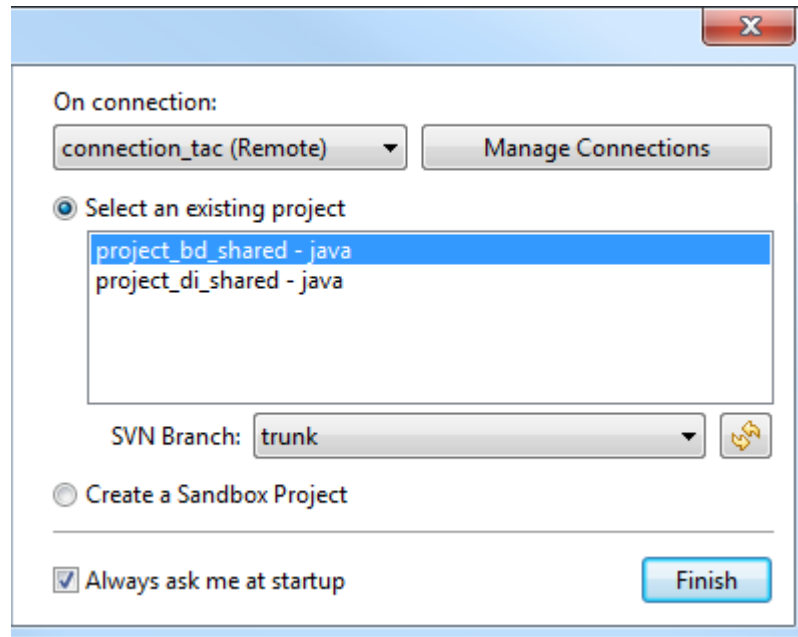 On connection:
connection_tac (Remote) Manage Connections
Select an existing project
project_bd_shared - java
project_di_shared - java
SVN Branch: trunk
Create a Sandbox Project
Always ask me at startup Finish